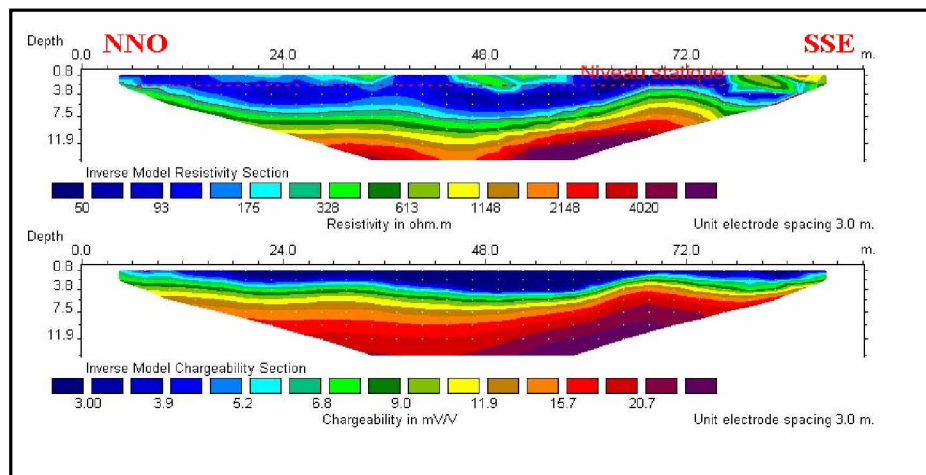 Depth NNO SSE
0.0 24.0 48.0 72.0 m.
0.8
3.8
7.5
11.9
Niveau statique
Inverse Model Resistivity Section
50 93 175 328 613 1148 2148 4020
Resistivity in ohm.m Unit electrode spacing 3.0 m.
Depth
0.0 24.0 48.0 72.0 m.
0.8
3.8
7.5
11.9
Inverse Model Chargeability Section
3.00 3.9 5.2 6.8 9.0 11.9 15.7 20.7
Chargeability in mV/V Unit electrode spacing 3.0 m.